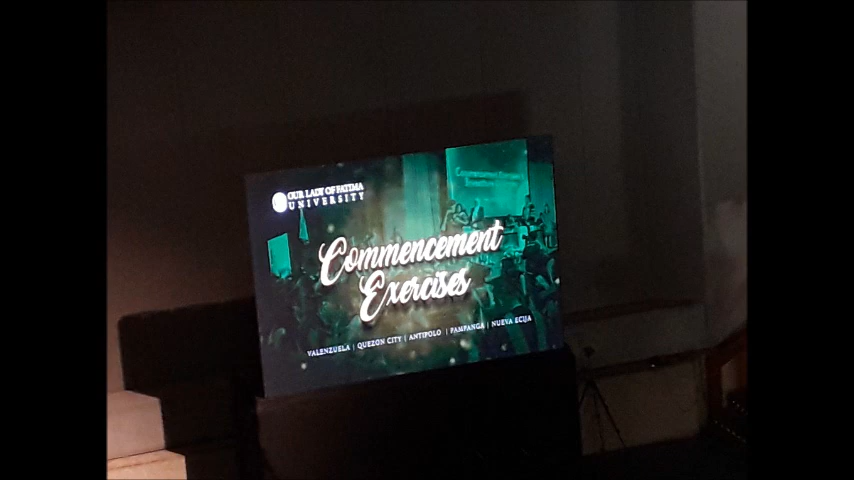 OUR LADY OF FATIMA
UNIVERSITY
Commencement
Exercises
VALENZUELA | QUEZON CITY | ANTIPOLO | PAMPANGA | NUEVA ECIJA